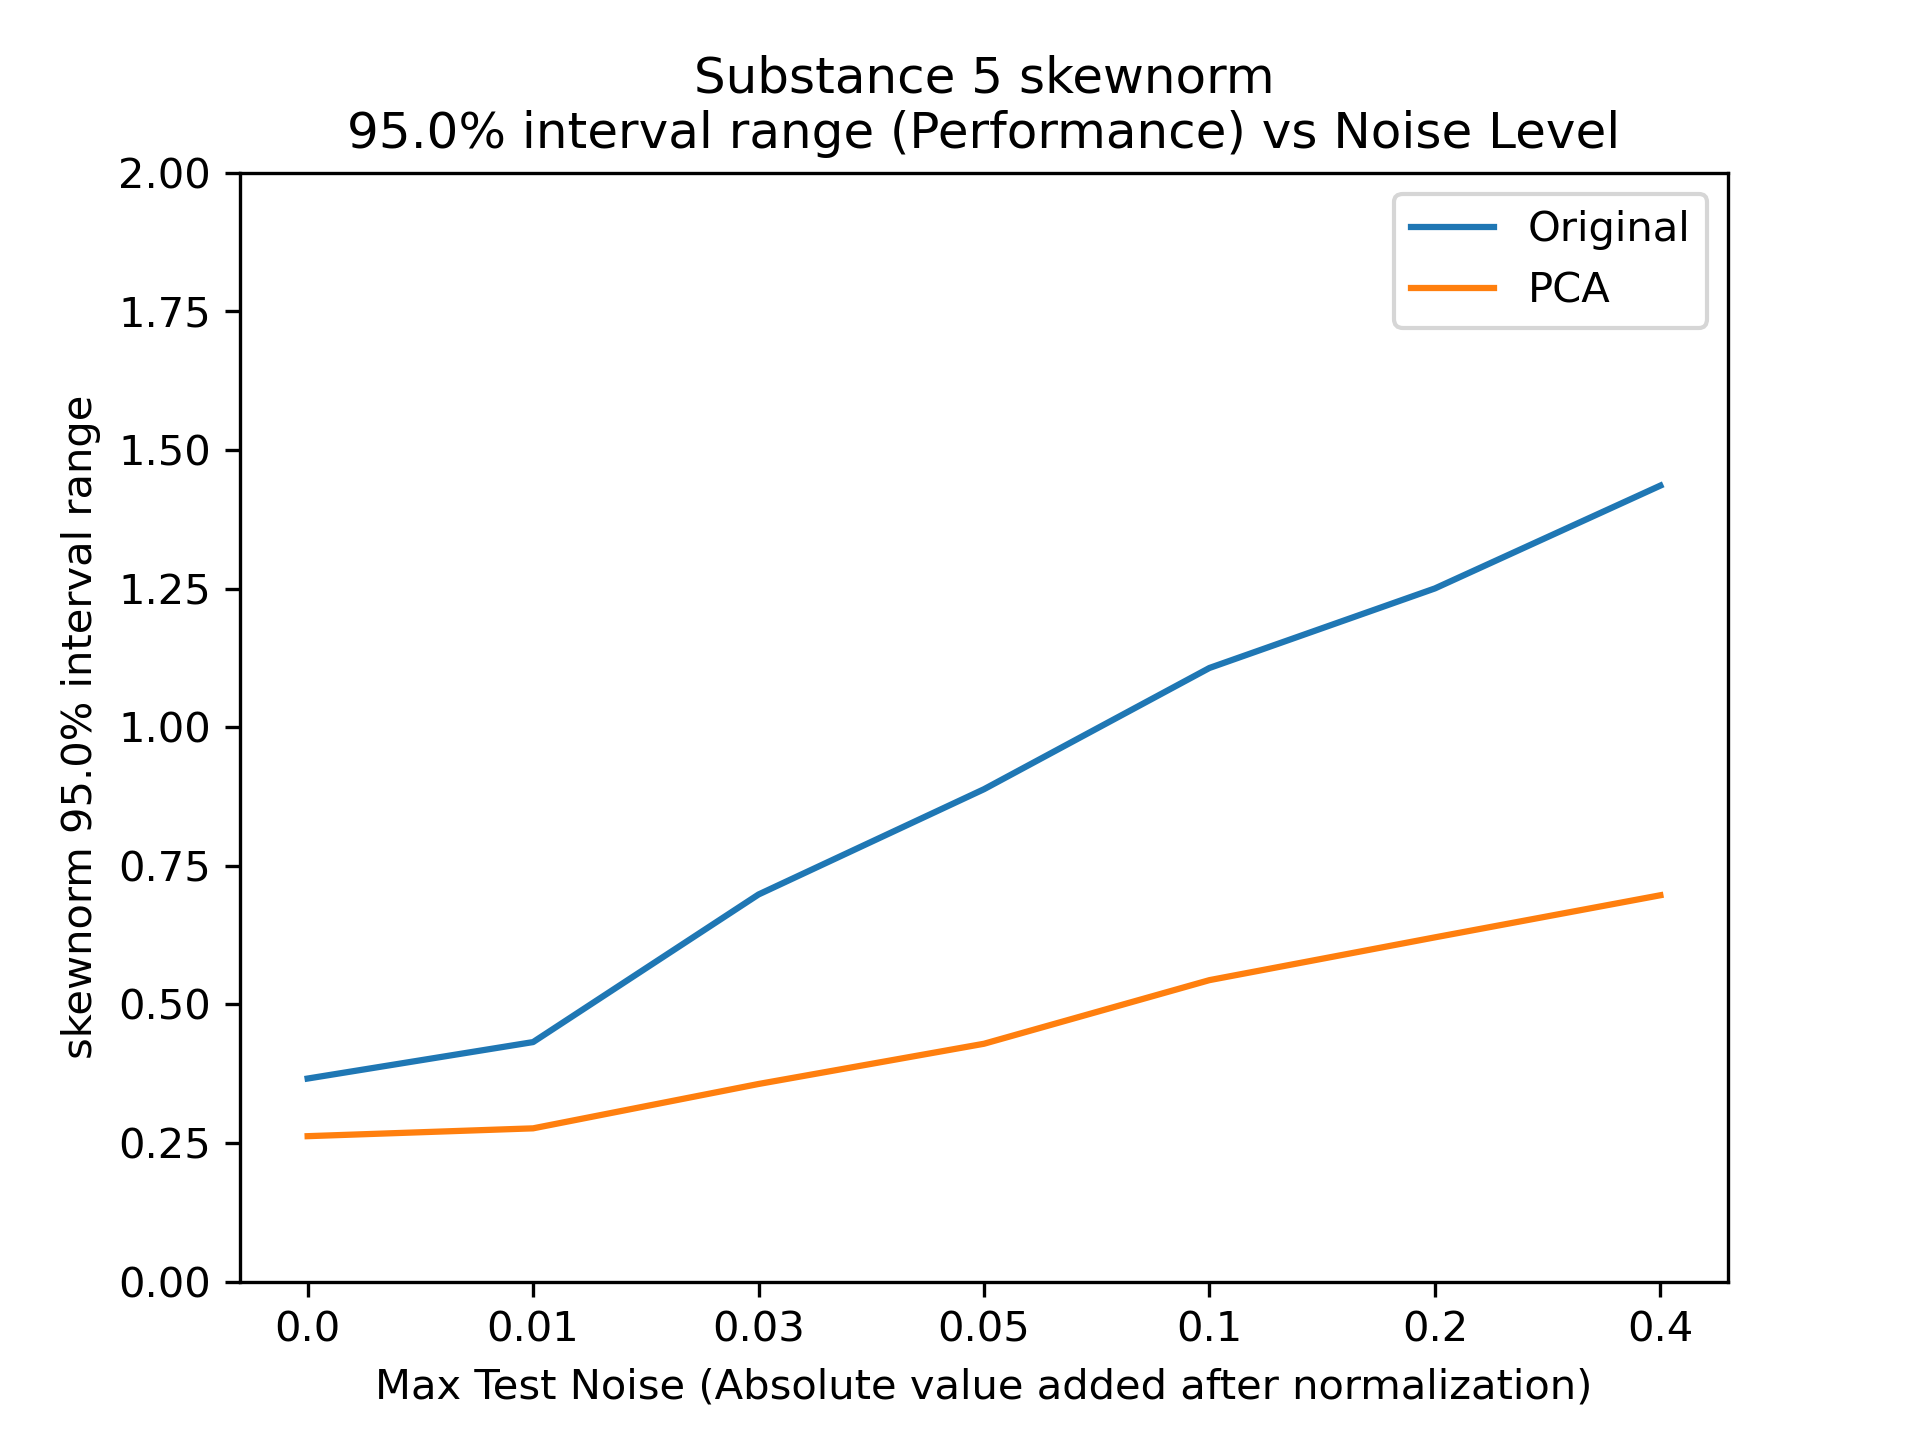 Substance 5 skewnorm
95.0% interval range (Performance) vs Noise Level
2.00
1.75
1.50
1.25
1.00
0.75
0.50
0.25
0.00
skewnorm 95.0% interval range
Original
PCA
0.0 0.01 0.03 0.05 0.1 0.2 0.4
Max Test Noise (Absolute value added after normalization)